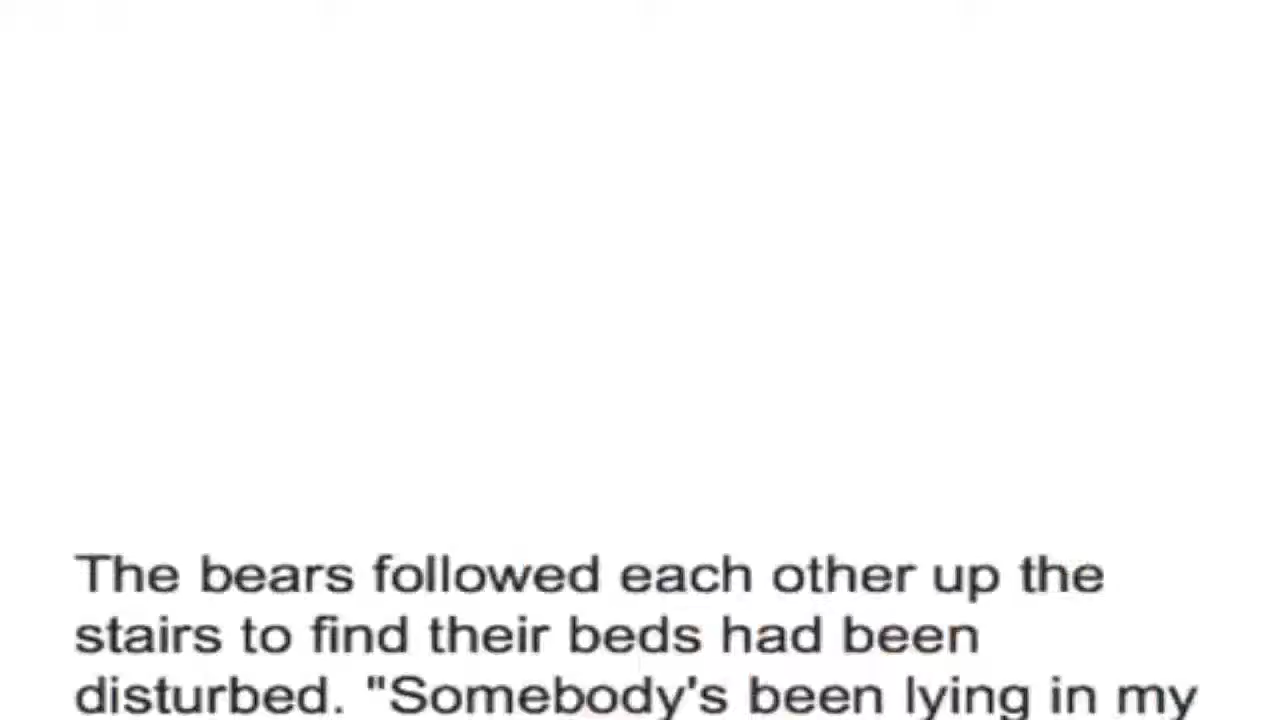 The bears followed each other up the
stairs to find their beds had been
disturbed. "Somebody's been lying in my